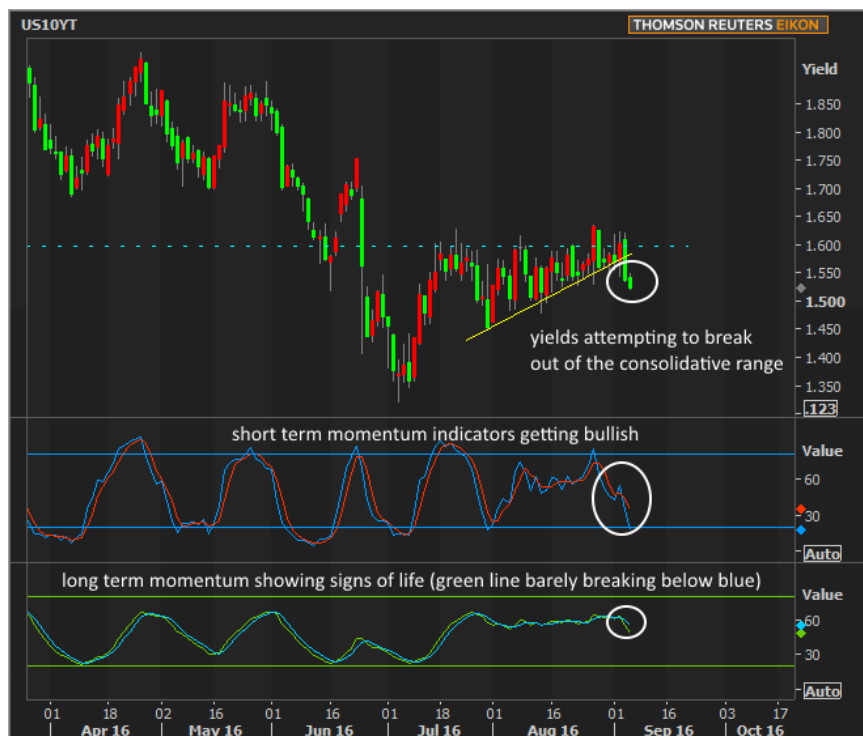 US10YT
THOMSON REUTERS EIKON
Yield
1.850
1.800
1.750
1.700
1.650
1.600
1.550
1.500
1.450
1.400
1.350
.123
yields attempting to break
out of the consolidative range
short term momentum indicators getting bullish
Value
60
30
Auto
long term momentum showing signs of life (green line barely breaking below blue)
Value
60
30
Auto
01 18 02 16 01 16 01 18 01 16 01 16 03 17
Apr 16 May 16 Jun 16 Jul 16 Aug 16 Sep 16 Oct 16